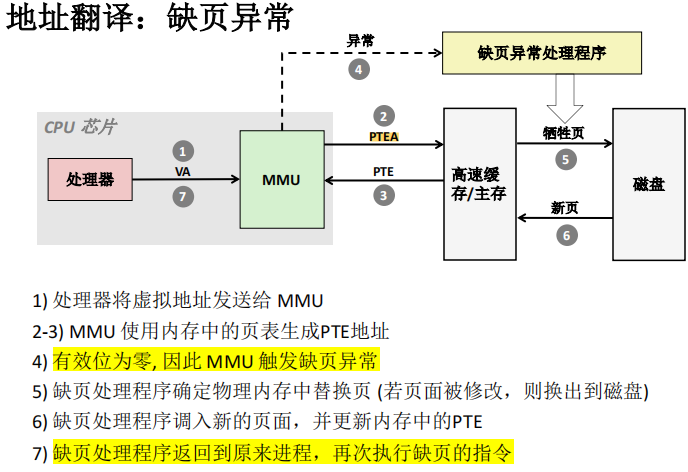 地址翻译：缺页异常
异常
4
缺页异常处理程序
CPU 芯片
处理器
1
VA
7
MMU
2
PTEA
PTE
3
高速缓
存/主存
牺牲页
5
新页
6
磁盘
1) 处理器将虚拟地址发送给 MMU
2-3) MMU 使用内存中的页表生成PTE地址
4) 有效位为零, 因此 MMU 触发缺页异常
5) 缺页处理程序确定物理内存中替换页 (若页面被修改，则换出到磁盘)
6) 缺页处理程序调入新的页面，并更新内存中的PTE
7) 缺页处理程序返回到原来进程，再次执行缺页的指令